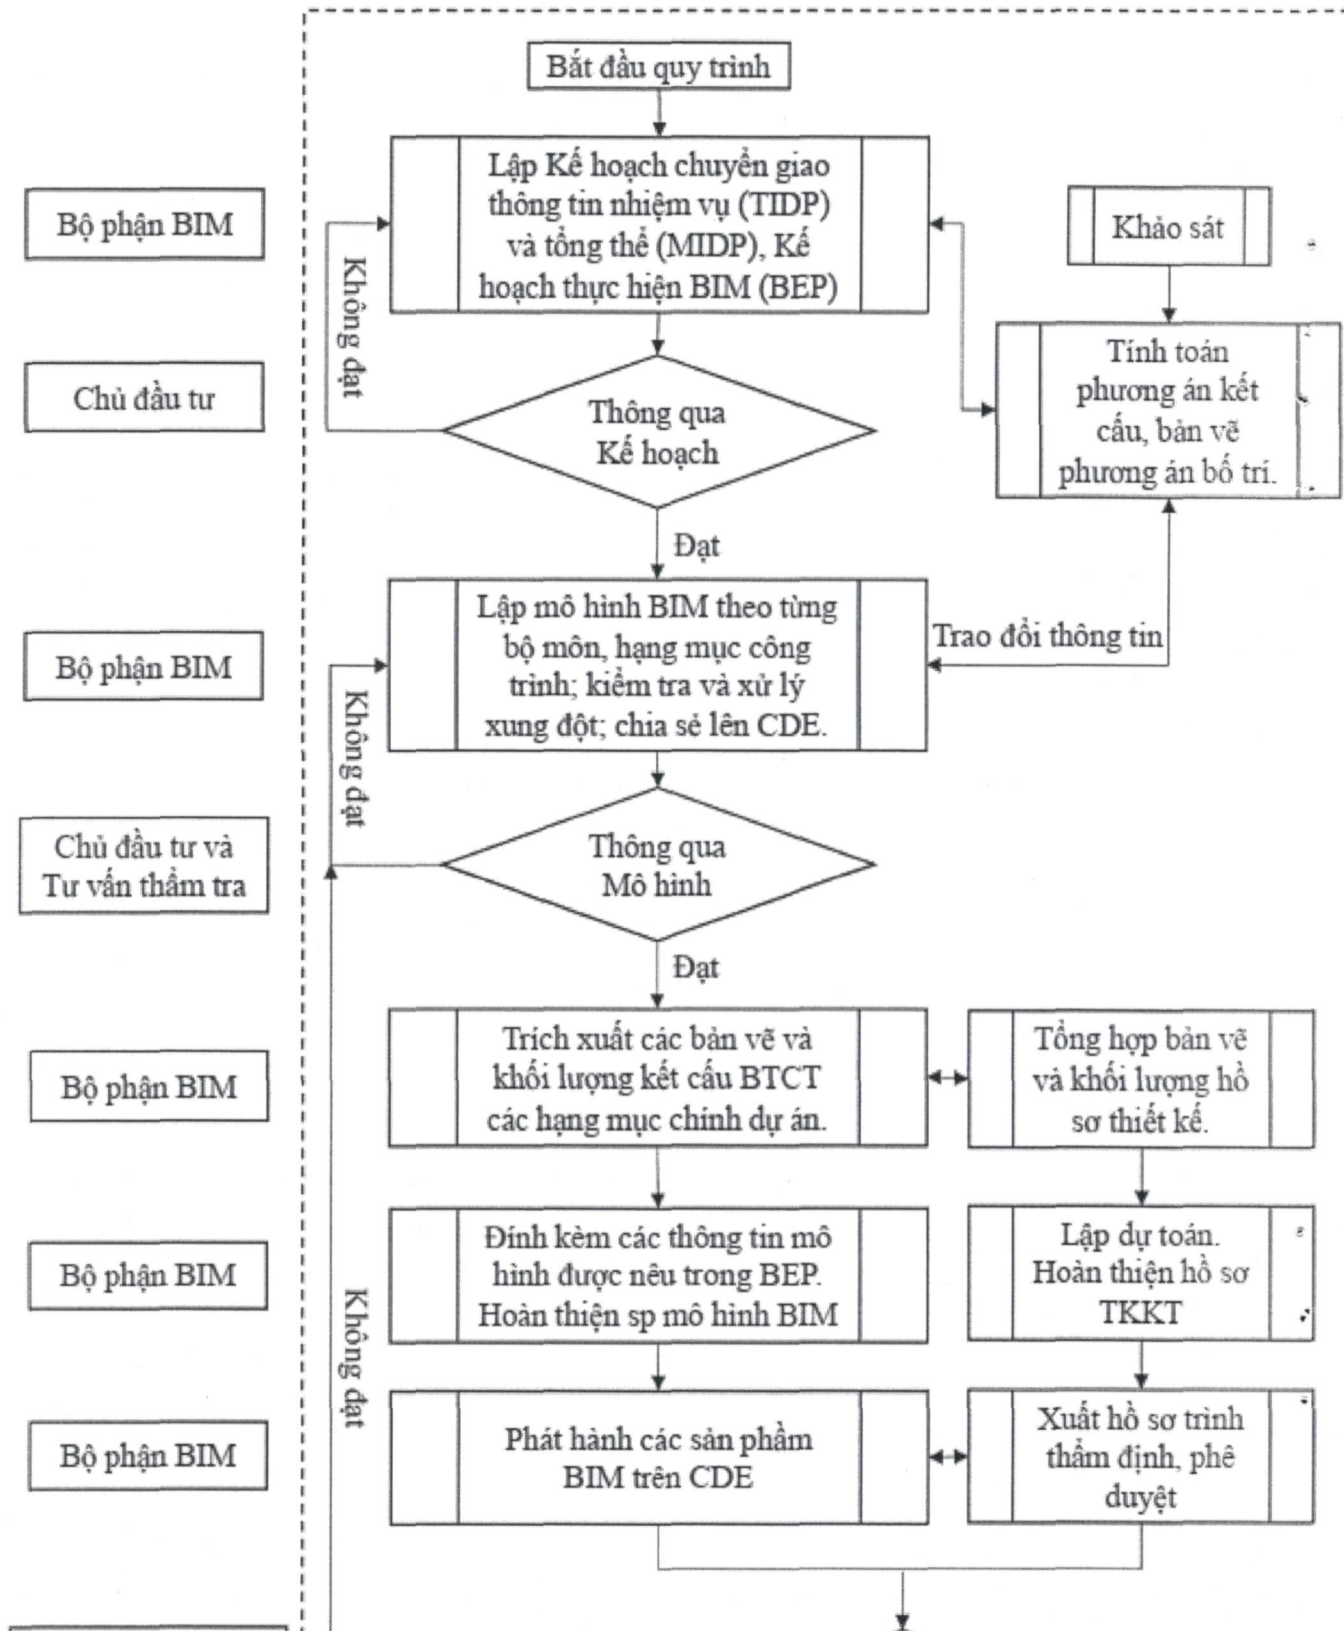 Bắt đầu quy trình
Bộ phận BIM
Lập Kế hoạch chuyển giao
thông tin nhiệm vụ (TIDP)
và tổng thể (MIDP), Kế
hoạch thực hiện BIM (BEP)
Khảo sát
Không đạt
Chủ đầu tư
Thông qua
Kế hoạch
Tính toán
phương án kết
cấu, bản vẽ
phương án bố trí.
Đạt
Bộ phận BIM
Lập mô hình BIM theo từng
bộ môn, hạng mục công
trình; kiểm tra và xử lý
xung đột; chia sẻ lên CDE.
Trao đổi thông tin
Không đạt
Chủ đầu tư và
Tư vấn thẩm tra
Thông qua
Mô hình
Đạt
Bộ phận BIM
Trích xuất các bản vẽ và
khối lượng kết cấu BTCT
các hạng mục chính dự án.
Tổng hợp bản vẽ
và khối lượng hồ
sơ thiết kế.
Bộ phận BIM
Đính kèm các thông tin mô
hình được nêu trong BEP.
Hoàn thiện sp mô hình BIM
Lập dự toán.
Hoàn thiện hồ sơ
TKKT
Không đạt
Bộ phận BIM
Phát hành các sản phẩm
BIM trên CDE
Xuất hồ sơ trình
thẩm định, phê
duyệt